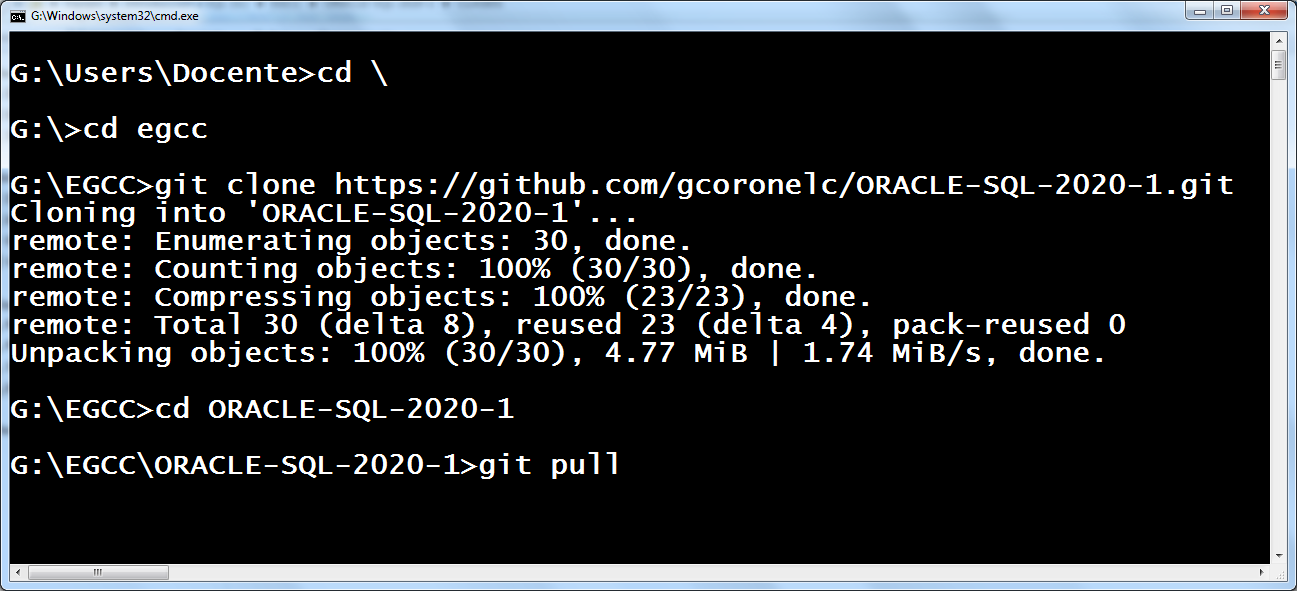 G:\Windows\system32\cmd.exe
G:\Users\Docente>cd \
G:\>cd egcc
G:\EGCC>git clone https://github.com/gcoronelc/ORACLE-SQL-2020-1.git
Cloning into 'ORACLE-SQL-2020-1'...
remote: Enumerating objects: 30, done.
remote: Counting objects: 100% (30/30), done.
remote: Compressing objects: 100% (23/23), done.
remote: Total 30 (delta 8), reused 23 (delta 4), pack-reused 0
Unpacking objects: 100% (30/30), 4.77 MiB | 1.74 MiB/s, done.
G:\EGCC>cd ORACLE-SQL-2020-1
G:\EGCC\ORACLE-SQL-2020-1>git pull